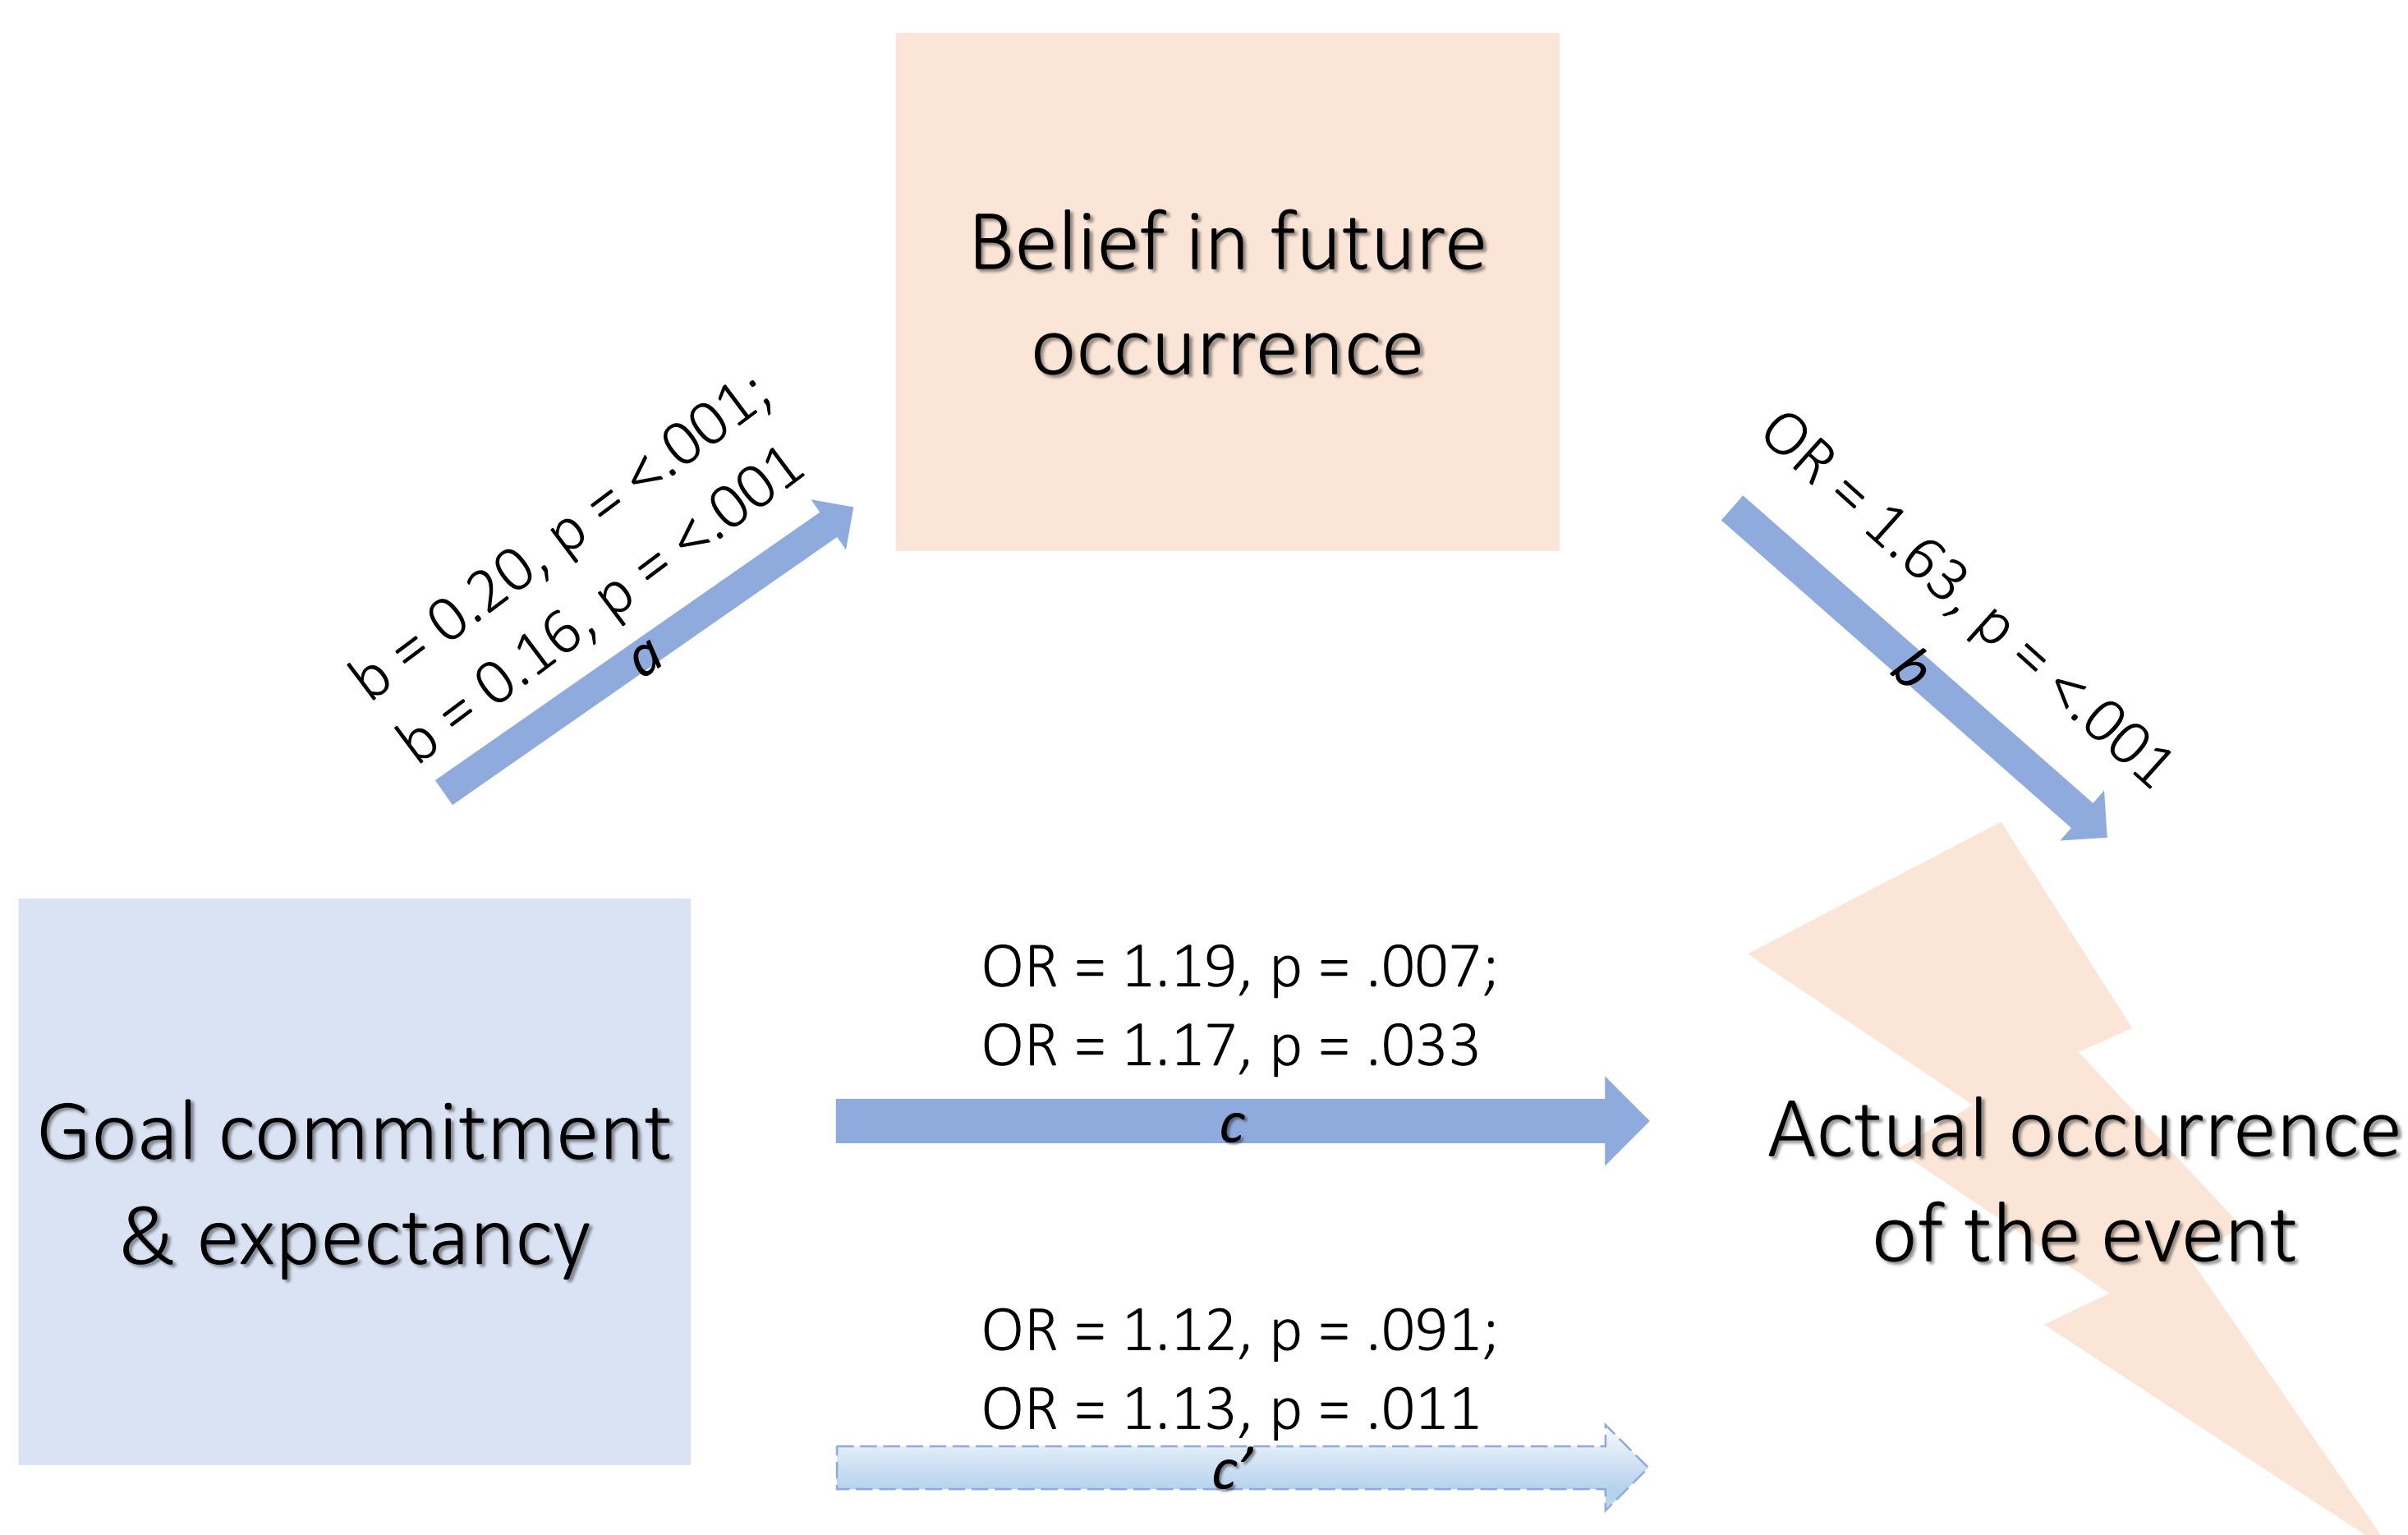 Belief in future
occurrence
b = 0.20, p = <.001;
b = 0.16, p = <.001
a
OR = 1.63, p = <.001
b
Goal commitment
& expectancy
OR = 1.19, p = .007;
OR = 1.17, p = .033
c
OR = 1.12, p = .091;
OR = 1.13, p = .011
c´
Actual occurrence
of the event